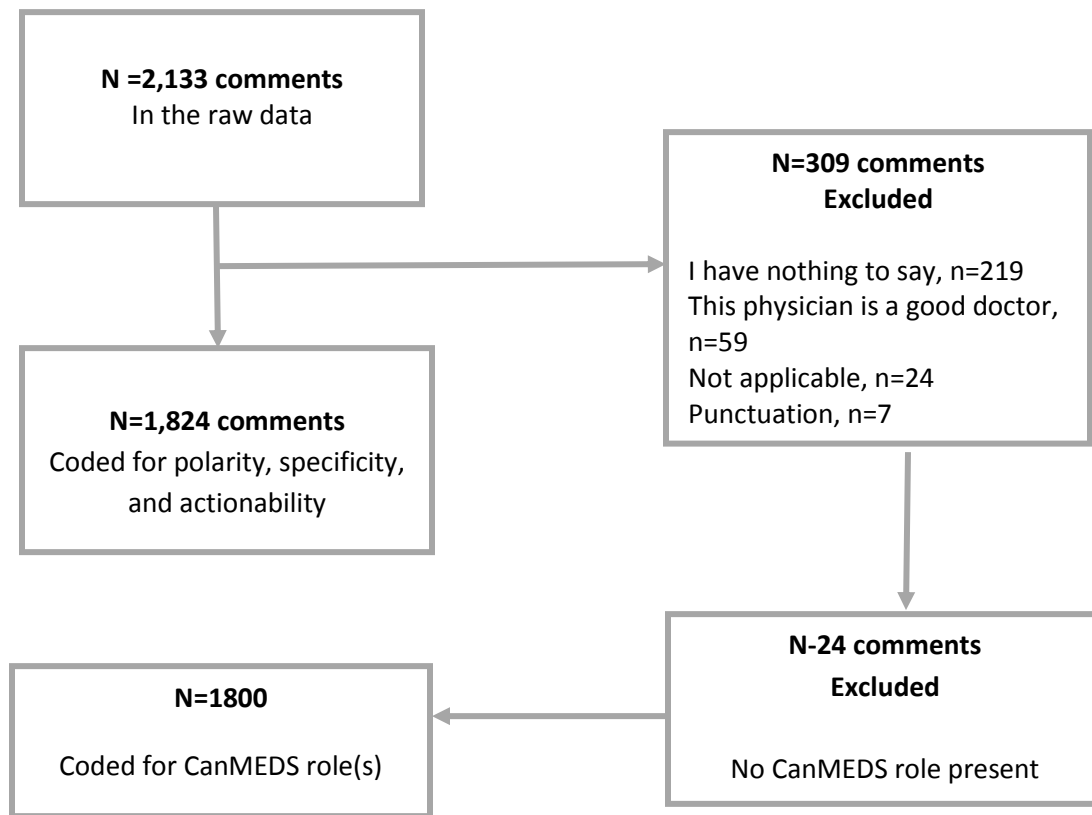 N =2,133 comments
In the raw data
N=309 comments
Excluded
I have nothing to say, n=219
This physician is a good doctor,
n=59
Not applicable, n=24
Punctuation, n=7
N=1,824 comments
Coded for polarity, specificity,
and actionability
N-24 comments
Excluded
No CanMEDS role present
N=1800
Coded for CanMEDS role(s)